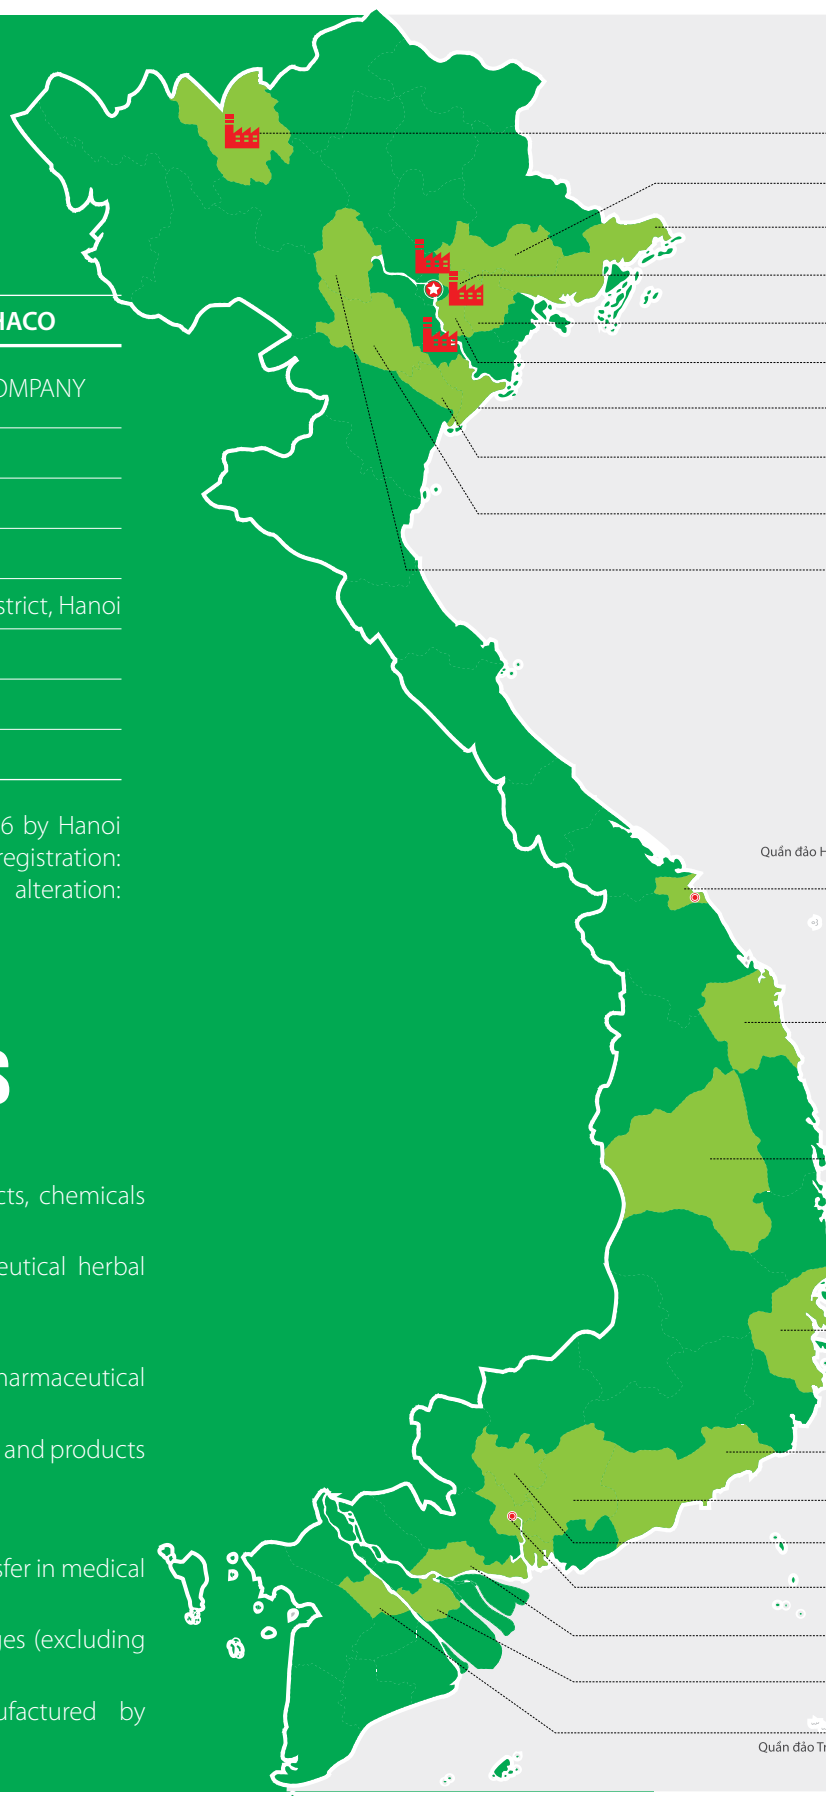 HACO
OMPANY
strict, Hanoi
6 by Hanoi
registration:
alteration:
S
cts, chemicals
eutical herbal
harmaceutical
and products
sfer in medical
ges (excluding
ufactured by
Quần đảo H
Quần đảo Tr